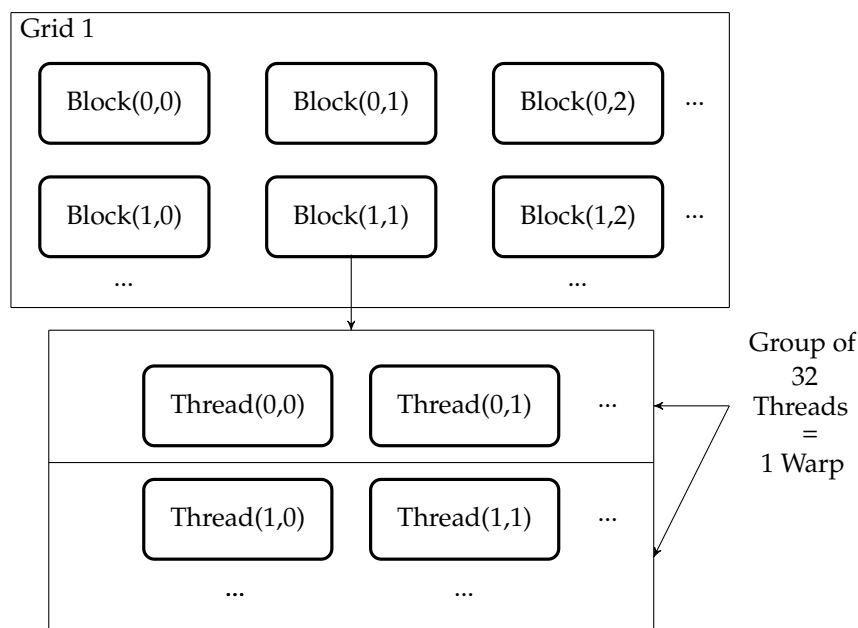 Grid 1
Block(0,0) Block(0,1) Block(0,2) ...
Block(1,0) Block(1,1) Block(1,2) ...
... ...
Thread(0,0) Thread(0,1) ...
Thread(1,0) Thread(1,1) ...
... ...
Group of
32
Threads
=
1 Warp